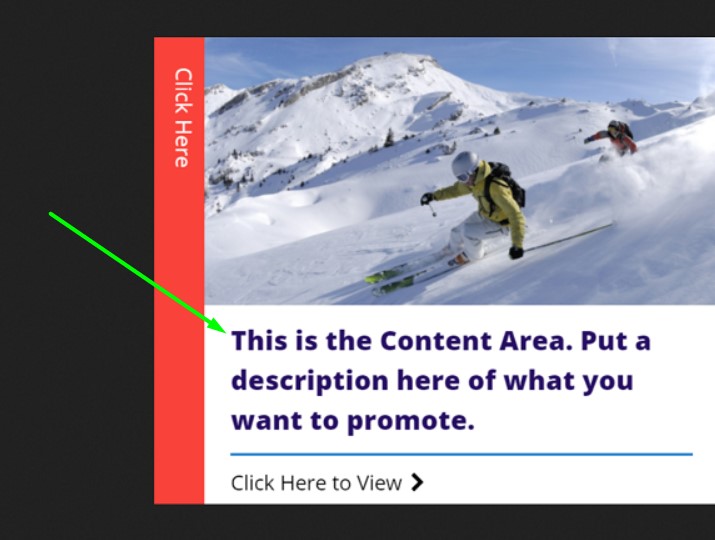 Click Here
This is the Content Area. Put a
description here of what you
want to promote.
Click Here to View